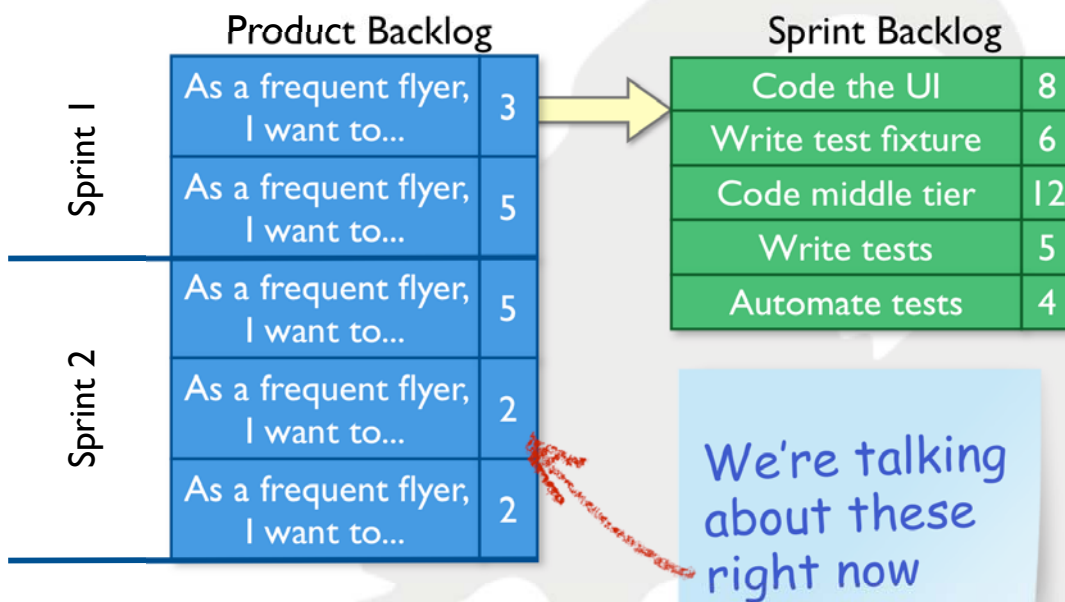 Product Backlog
Sprint 1
As a frequent flyer,
I want to...
3
As a frequent flyer,
I want to...
5
Sprint 2
As a frequent flyer,
I want to...
5
As a frequent flyer,
I want to...
2
As a frequent flyer,
I want to...
2
Sprint Backlog
Code the UI 8
Write test fixture 6
Code middle tier 12
Write tests 5
Automate tests 4
We're talking
about these
right now